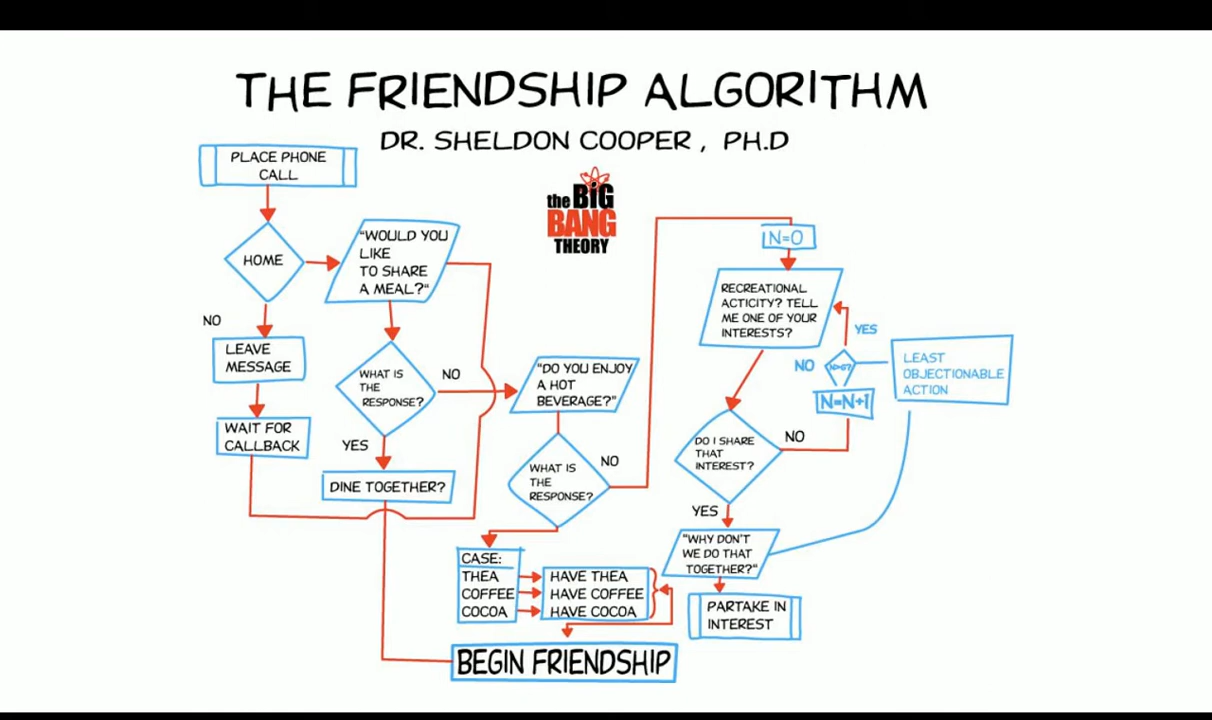 THE FRIENDSHIP ALGORITHM
DR. SHELDON COOPER , PH.D
PLACE PHONE
CALL
the BIG
BANG
THEORY
HOME
"WOULD YOU
LIKE
TO SHARE
A MEAL?"
NO
LEAVE
MESSAGE
WAIT FOR
CALLBACK
WHAT IS
THE
RESPONSE?
NO
YES
DINE TOGETHER?
"DO YOU ENJOY
A HOT
BEVERAGE?"
WHAT IS
THE
RESPONSE?
NO
CASE:
THEA
COFFEE
COCOA
HAVE THEA
HAVE COFFEE
HAVE COCOA
BEGIN FRIENDSHIP
N=0
RECREATIONAL
ACTICITY? TELL
ME ONE OF YOUR
INTERESTS?
YES
NO
N>6?
LEAST
OBJECTIONABLE
ACTION
N=N+1
DO I SHARE
THAT
INTEREST?
NO
YES
"WHY DON'T
WE DO THAT
TOGETHER?"
PARTAKE IN
INTEREST